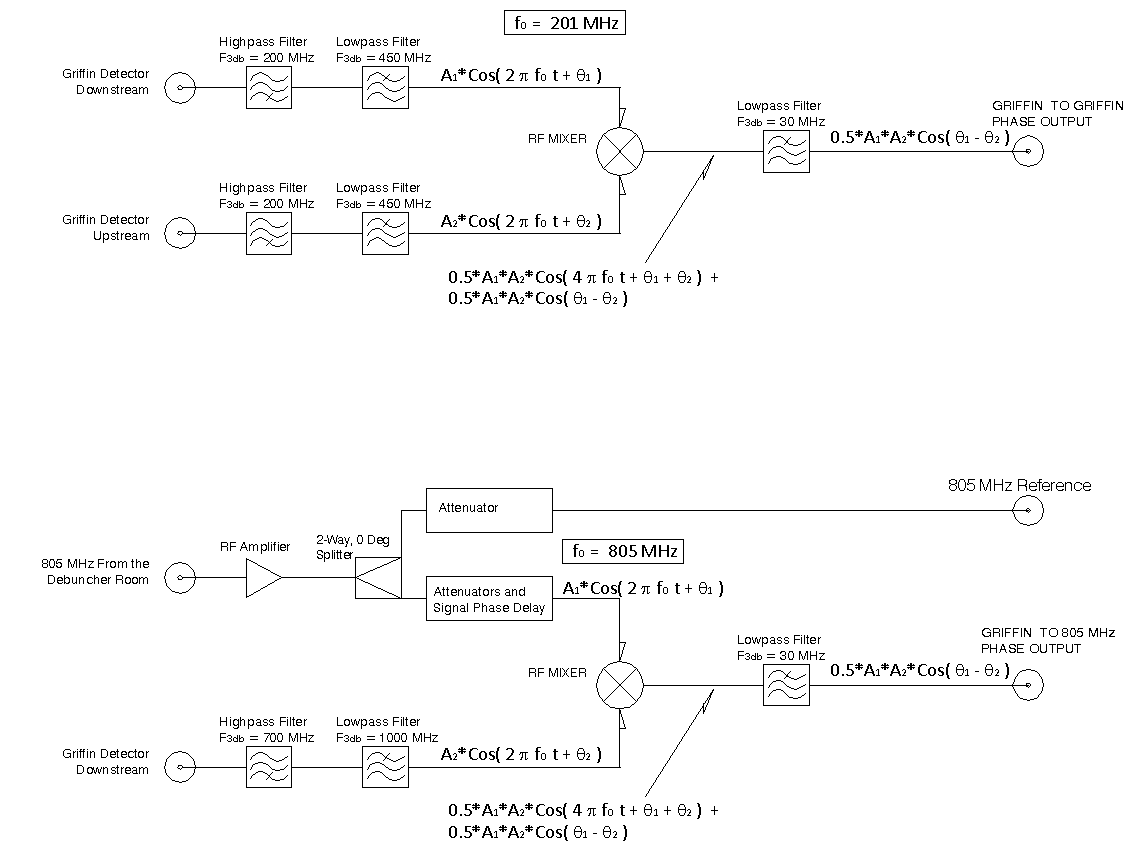 f₀ = 201 MHz
Highpass Filter
F3db = 200 MHz
Lowpass Filter
F3db = 450 MHz
Griffin Detector
Downstream
A₁*Cos( 2 π f₀ t + θ₁ )
RF MIXER
Lowpass Filter
F3db = 30 MHz
GRIFFIN TO GRIFFIN
PHASE OUTPUT
0.5*A₁*A₂*Cos( θ₁ - θ₂ )
Highpass Filter
F3db = 200 MHz
Lowpass Filter
F3db = 450 MHz
Griffin Detector
Upstream
A₂*Cos( 2 π f₀ t + θ₂ )
0.5*A₁*A₂*Cos( 4 π f₀ t + θ₁ + θ₂ ) +
0.5*A₁*A₂*Cos( θ₁ - θ₂ )
805 MHz Reference
Attenuator
f₀ = 805 MHz
RF Amplifier
2-Way, 0 Deg
Splitter
805 MHz From the
Debuncher Room
Attenuators and
Signal Phase Delay
A₁*Cos( 2 π f₀ t + θ₁ )
RF MIXER
Lowpass Filter
F3db = 30 MHz
GRIFFIN TO 805 MHz
PHASE OUTPUT
0.5*A₁*A₂*Cos( θ₁ - θ₂ )
Highpass Filter
F3db = 700 MHz
Lowpass Filter
F3db = 1000 MHz
Griffin Detector
Downstream
A₂*Cos( 2 π f₀ t + θ₂ )
0.5*A₁*A₂*Cos( 4 π f₀ t + θ₁ + θ₂ ) +
0.5*A₁*A₂*Cos( θ₁ - θ₂ )